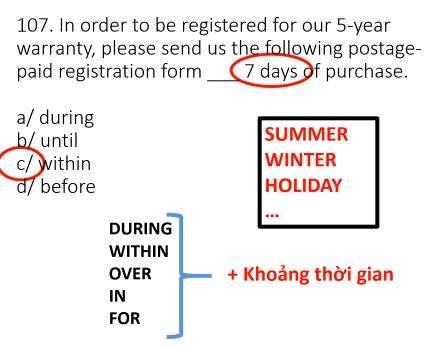 107. In order to be registered for our 5-year
warranty, please send us the following postage-
paid registration form ____ 7 days of purchase.
a/ during
b/ until
c/ within
d/ before
SUMMER
WINTER
HOLIDAY
...
DURING
WITHIN
OVER
IN
FOR
+ Khoảng thời gian